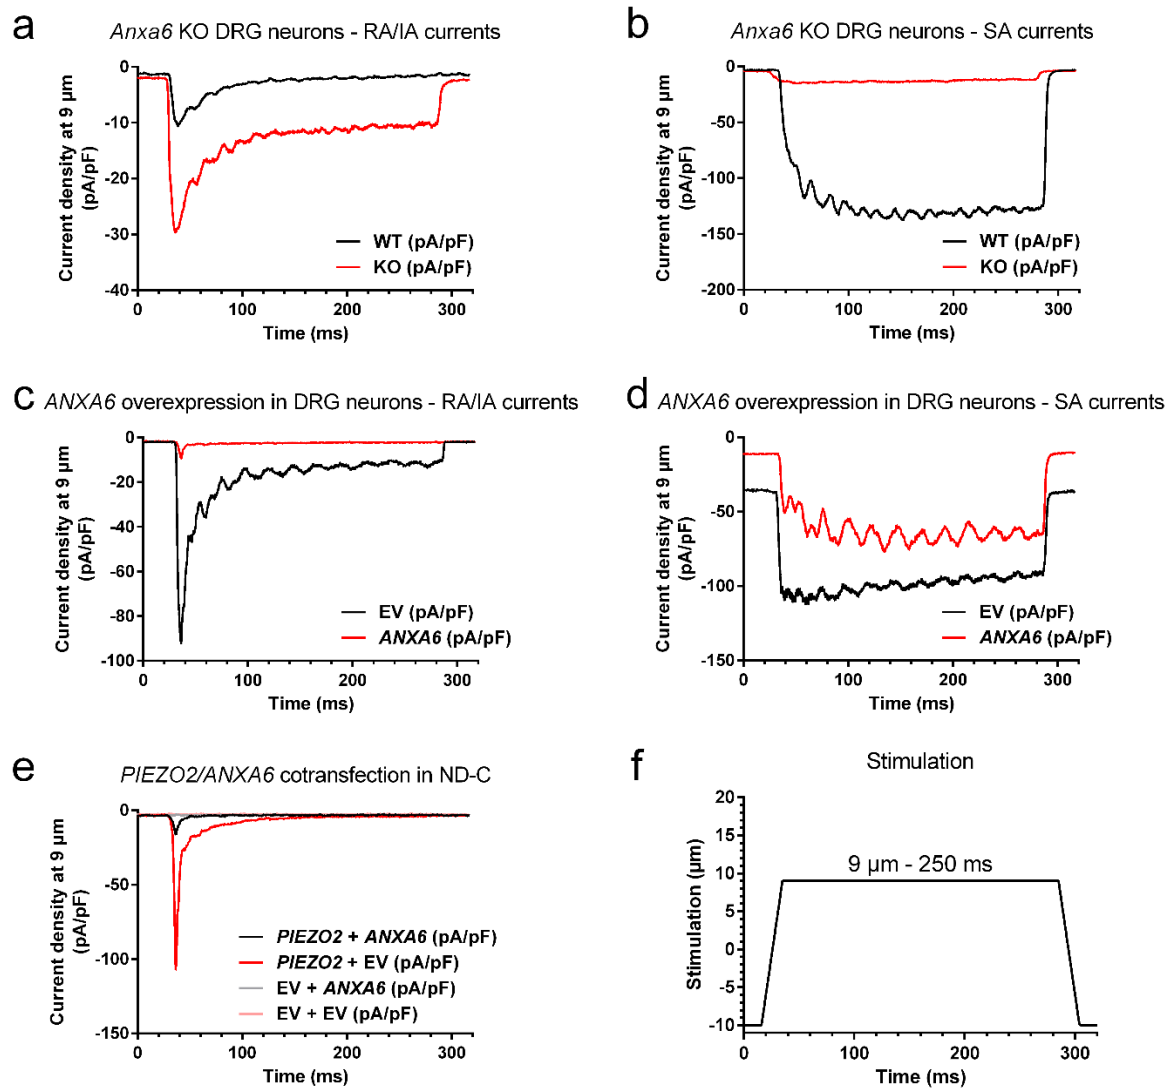 a
Anxa6 KO DRG neurons - RA/IA currents
Current density at 9 µm
(pA/pF)
0
-10
-20
-30
-40
WT (pA/pF)
KO (pA/pF)
0
100
200
300
Time (ms)
b
Anxa6 KO DRG neurons - SA currents
Current density at 9 µm
(pA/pF)
0
-50
-100
-150
-200
WT (pA/pF)
KO (pA/pF)
0
100
200
300
Time (ms)
c
ANXA6 overexpression in DRG neurons - RA/IA currents
Current density at 9 µm
(pA/pF)
0
-20
-40
-60
-80
-100
EV (pA/pF)
ANXA6 (pA/pF)
0
100
200
300
Time (ms)
d
ANXA6 overexpression in DRG neurons - SA currents
Current density at 9 µm
(pA/pF)
0
-50
-100
-150
EV (pA/pF)
ANXA6 (pA/pF)
0
100
200
300
Time (ms)
e
PIEZO2/ANXA6 cotransfection in ND-C
Current density at 9 µm
(pA/pF)
0
-50
-100
-150
PIEZO2 + ANXA6 (pA/pF)
PIEZO2 + EV (pA/pF)
EV + ANXA6 (pA/pF)
EV + EV (pA/pF)
0
100
200
300
Time (ms)
f
Stimulation
Stimulation (µm)
20
15
10
5
0
-5
-10
9 µm - 250 ms
0
100
200
300
Time (ms)